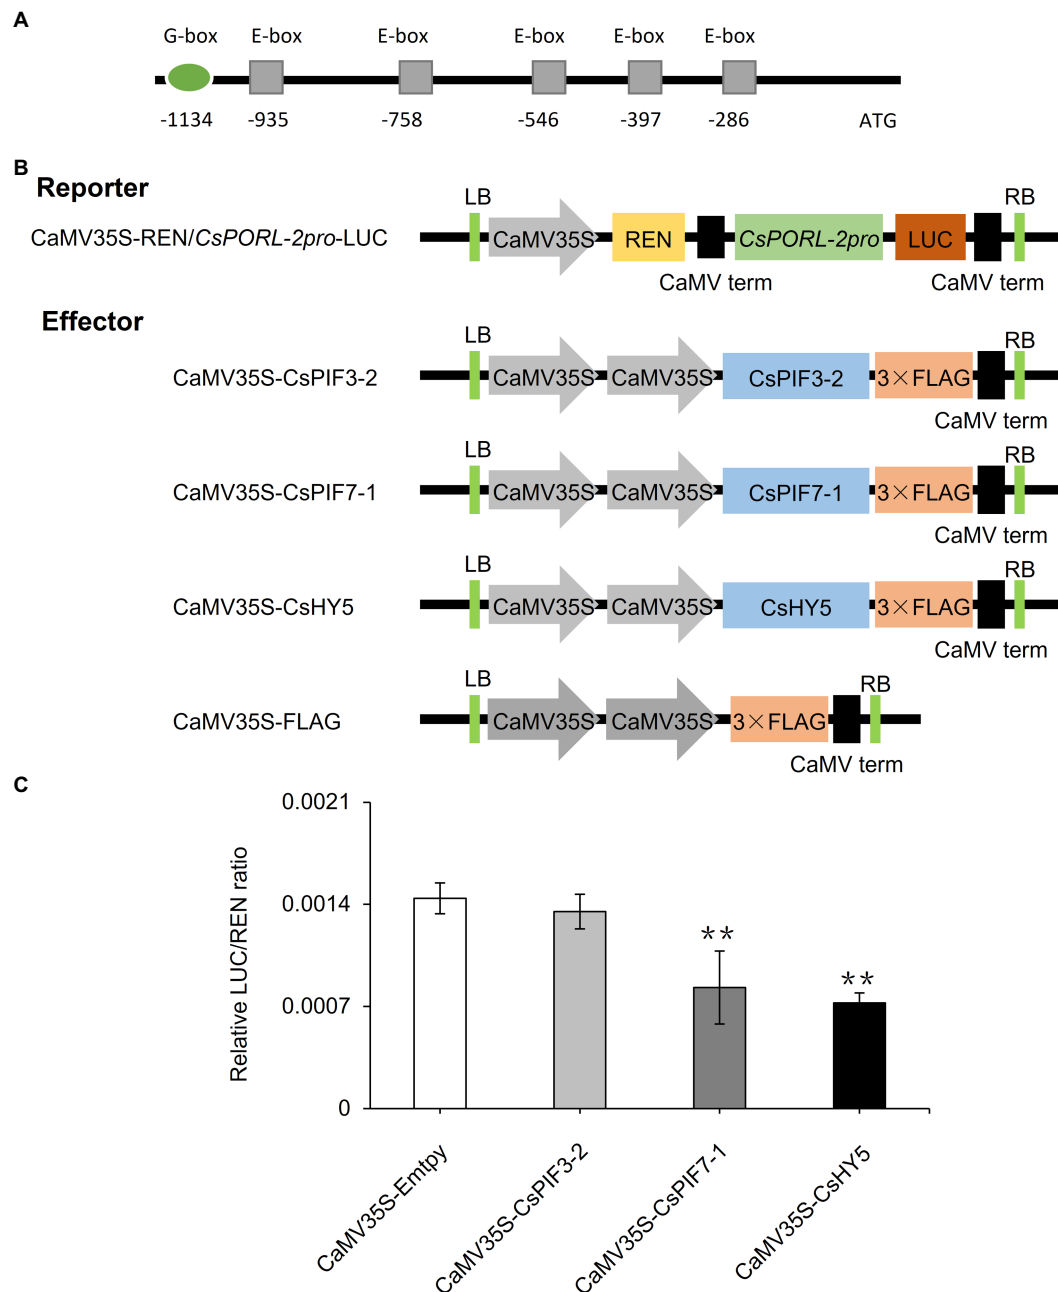 A
G-box E-box E-box E-box E-box E-box
-1134 -935 -758 -546 -397 -286 ATG
B
Reporter
LB RB
CaMV35S-REN/CsPORL-2pro-LUC CaMV35S REN CsPORL-2pro LUC
CaMV term CaMV term
Effector
LB RB
CaMV35S-CsPIF3-2 CaMV35S CaMV35S CsPIF3-2 3×FLAG
CaMV term
LB RB
CaMV35S-CsPIF7-1 CaMV35S CaMV35S CsPIF7-1 3×FLAG
CaMV term
LB RB
CaMV35S-CsHY5 CaMV35S CaMV35S CsHY5 3×FLAG
CaMV term
LB RB
CaMV35S-FLAG CaMV35S CaMV35S 3×FLAG
CaMV term
C
Relative LUC/REN ratio
0.0021
0.0014
0.0007
0
**
**
CaMV35S-Emtpy
CaMV35S-CsPIF3-2
CaMV35S-CsPIF7-1
CaMV35S-CsHY5